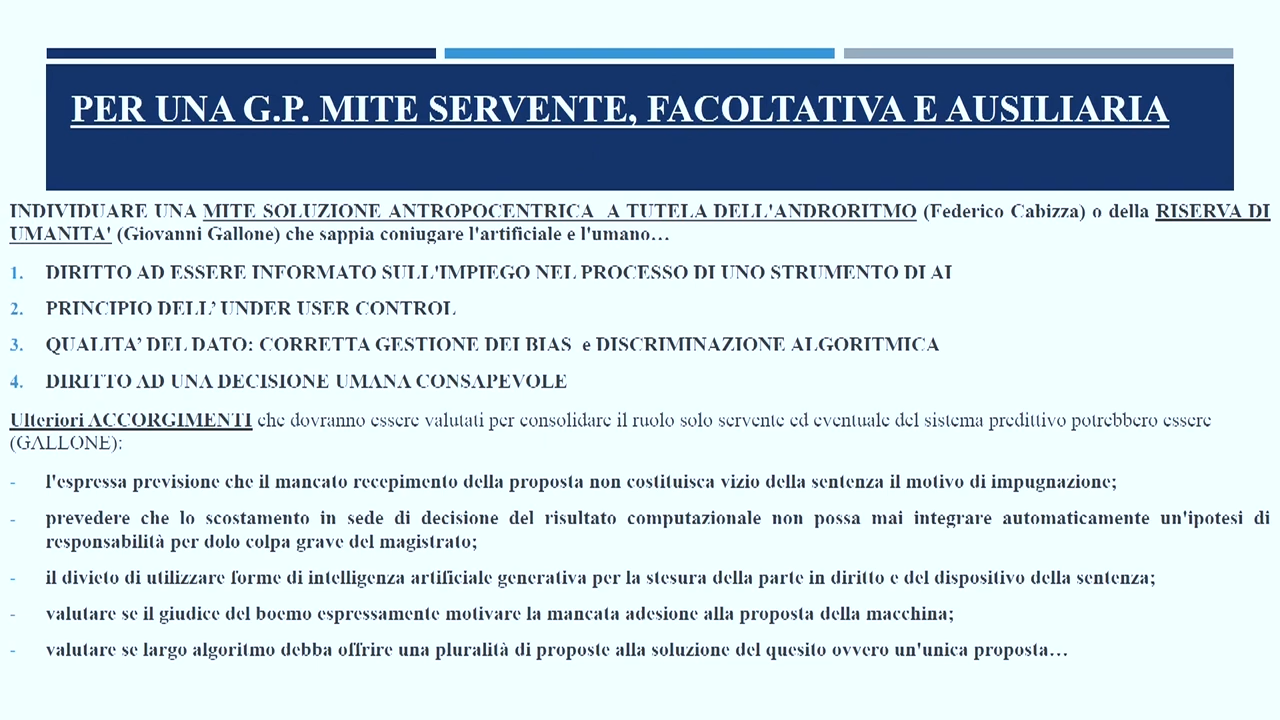 PER UNA G.P. MITE SERVENTE, FACOLTATIVA E AUSILIARIA
INDIVIDUARE UNA MITE SOLUZIONE ANTROPOCENTRICA A TUTELA DELL'ANDRORITMO (Federico Cabizza) o della RISERVA DI
UMANITA' (Giovanni Gallone) che sappia coniugare l'artificiale e l'umano…
1. DIRITTO AD ESSERE INFORMATO SULL'IMPIEGO NEL PROCESSO DI UNO STRUMENTO DI AI
2. PRINCIPIO DELL' UNDER USER CONTROL
3. QUALITA' DEL DATO: CORRETTA GESTIONE DEI BIAS e DISCRIMINAZIONE ALGORITMICA
4. DIRITTO AD UNA DECISIONE UMANA CONSAPEVOLE
Ulteriori ACCORGIMENTI che dovranno essere valutati per consolidare il ruolo solo servente ed eventuale del sistema predittivo potrebbero essere
(GALLONE):
- l'espressa previsione che il mancato recepimento della proposta non costituisca vizio della sentenza il motivo di impugnazione;
- prevedere che lo scostamento in sede di decisione del risultato computazionale non possa mai integrare automaticamente un'ipotesi di
responsabilità per dolo colpa grave del magistrato;
- il divieto di utilizzare forme di intelligenza artificiale generativa per la stesura della parte in diritto e del dispositivo della sentenza;
- valutare se il giudice del boemo espressamente motivare la mancata adesione alla proposta della macchina;
- valutare se largo algoritmo debba offrire una pluralità di proposte alla soluzione del quesito ovvero un'unica proposta…